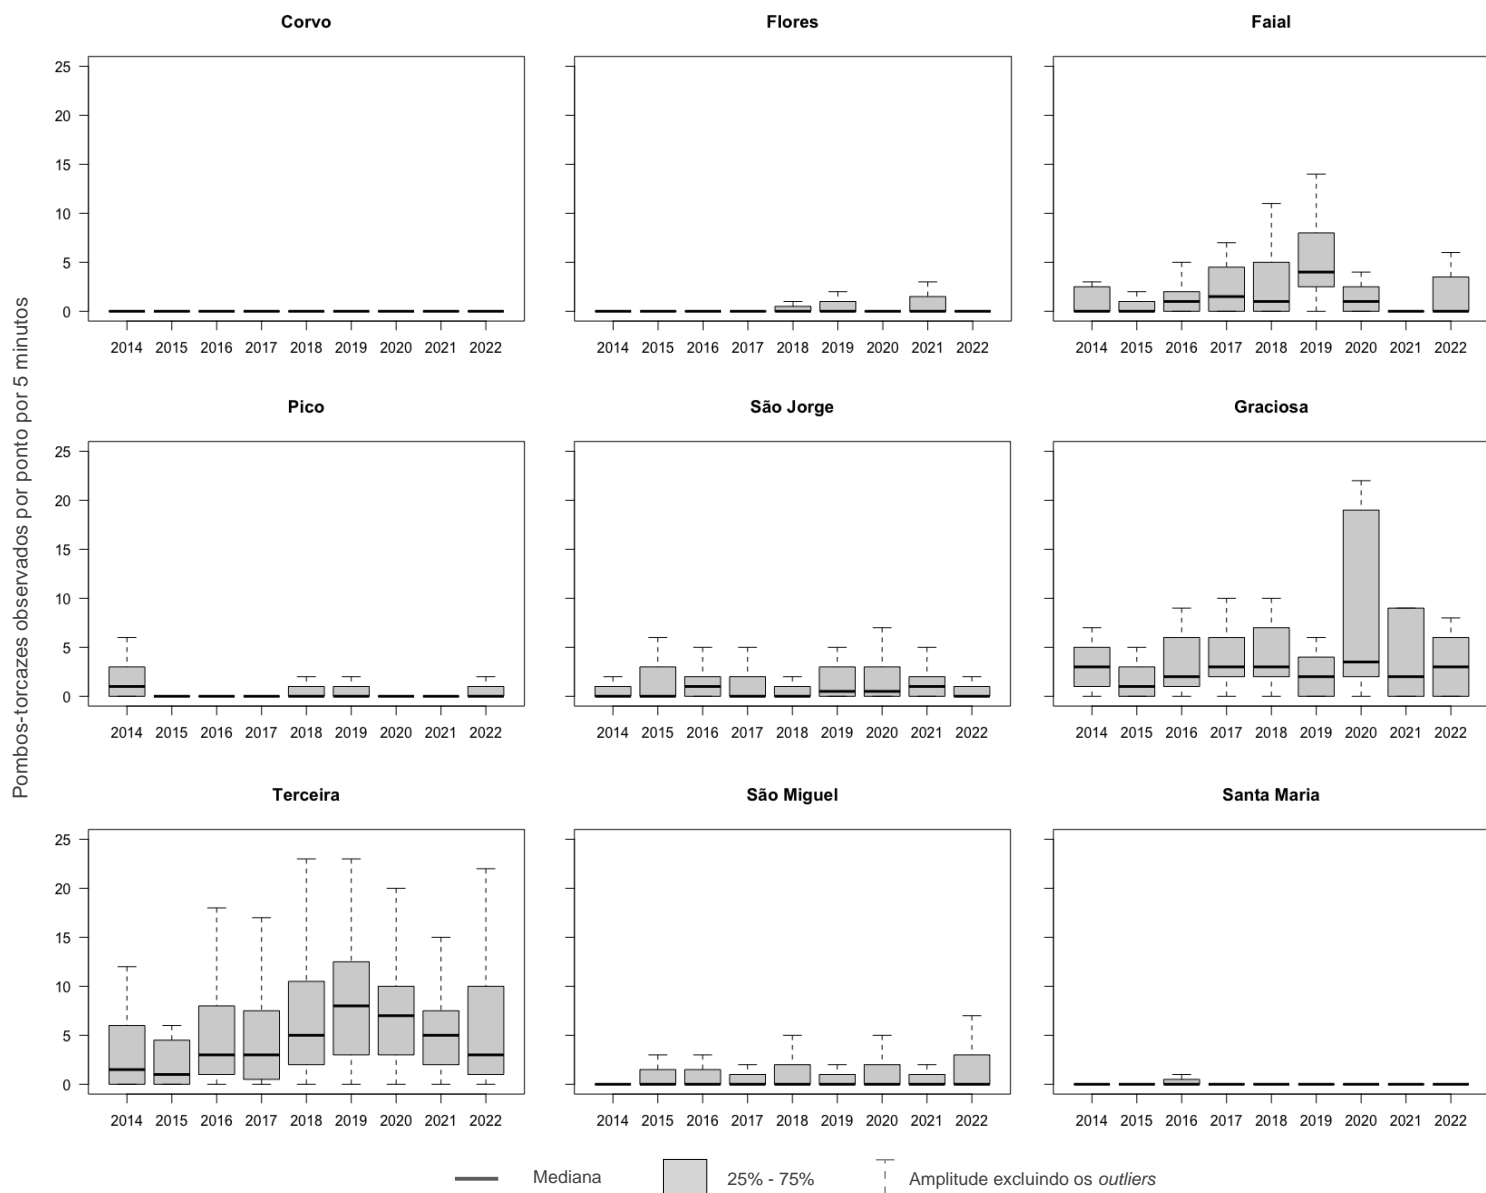 Corvo
Flores
Faial
25
20
15
10
5
0
2014 2015 2016 2017 2018 2019 2020 2021 2022
2014 2015 2016 2017 2018 2019 2020 2021 2022
2014 2015 2016 2017 2018 2019 2020 2021 2022
Pombos-torcazes observados por ponto por 5 minutos
Pico
São Jorge
Graciosa
25
20
15
10
5
0
2014 2015 2016 2017 2018 2019 2020 2021 2022
2014 2015 2016 2017 2018 2019 2020 2021 2022
2014 2015 2016 2017 2018 2019 2020 2021 2022
Terceira
São Miguel
Santa Maria
25
20
15
10
5
0
2014 2015 2016 2017 2018 2019 2020 2021 2022
2014 2015 2016 2017 2018 2019 2020 2021 2022
2014 2015 2016 2017 2018 2019 2020 2021 2022
Mediana
25% - 75%
Amplitude excluindo os outliers